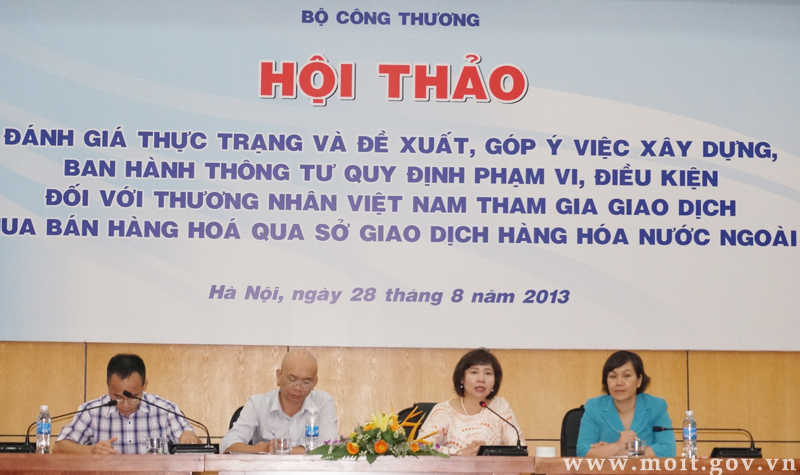 BỘ CÔNG THƯƠNG
HỘI THẢO
ĐÁNH GIÁ THỰC TRẠNG VÀ ĐỀ XUẤT, GÓP Ý VIỆC XÂY DỰNG,
BAN HÀNH THÔNG TƯ QUY ĐỊNH PHẠM VI, ĐIỀU KIỆN
ĐỐI VỚI THƯƠNG NHÂN VIỆT NAM THAM GIA GIAO DỊCH
UA BÁN HÀNG HOÁ QUA SỞ GIAO DỊCH HÀNG HÓA NƯỚC NGOÀI
Hà Nội, ngày 28 tháng 8 năm 2013
www.moit.gov.vn